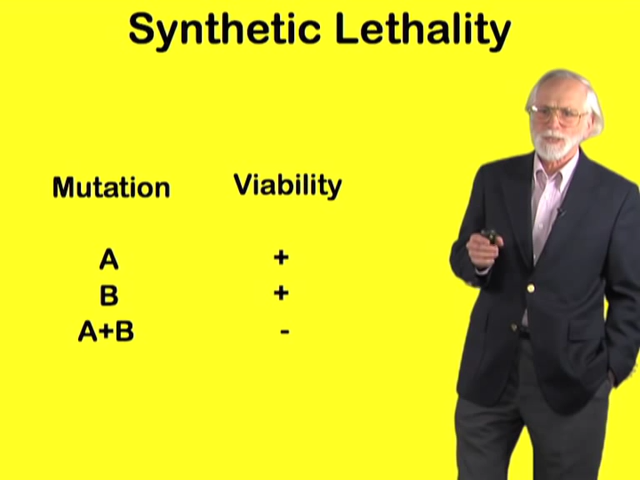 Synthetic Lethality
Mutation Viability
A +
B +
A+B -